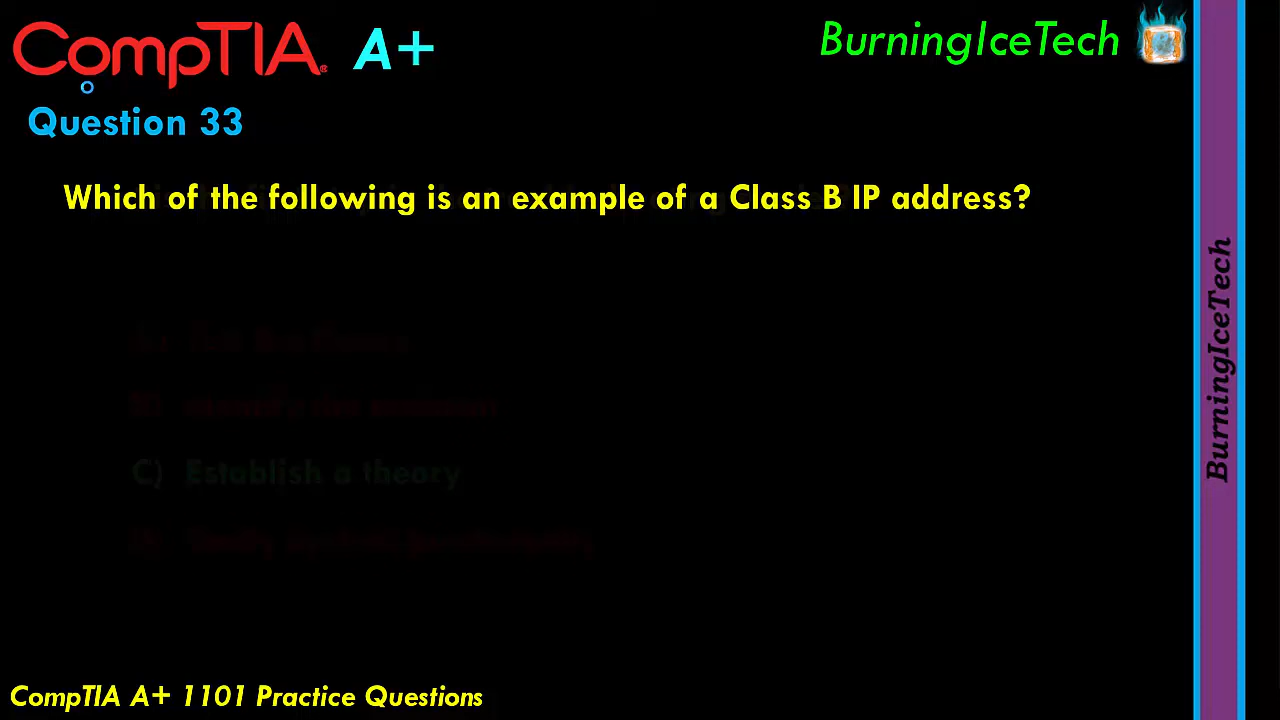 CompTIA® A+
BurningIceTech
Question 33
Which of the following is an example of a Class B IP address?
C) Establish a theory
CompTIA A+ 1101 Practice Questions
BurningIceTech